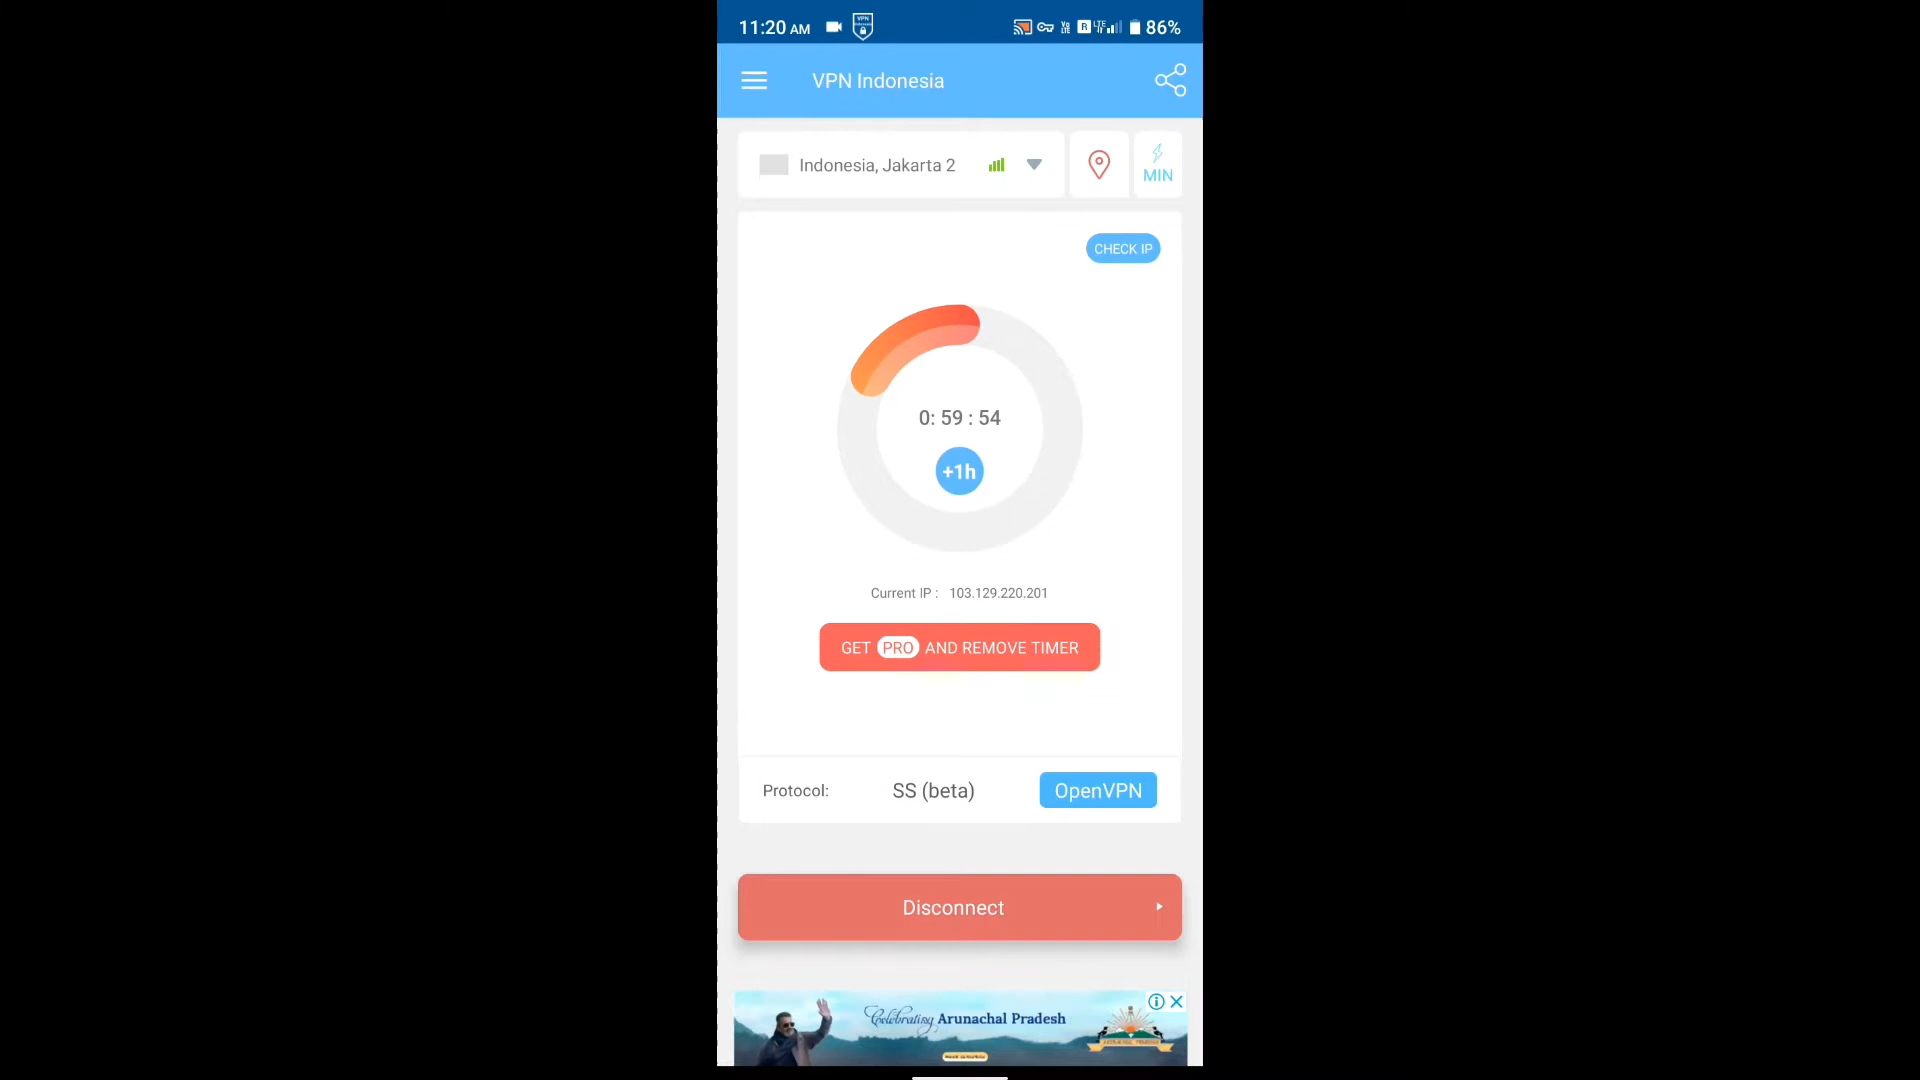 11:20 AM
86%
VPN Indonesia
Indonesia, Jakarta 2
MIN
CHECK IP
0: 59 : 54
+1h
Current IP : 103.129.220.201
GET PRO AND REMOVE TIMER
Protocol: SS (beta) OpenVPN
Disconnect
Celebrating Arunachal Pradesh